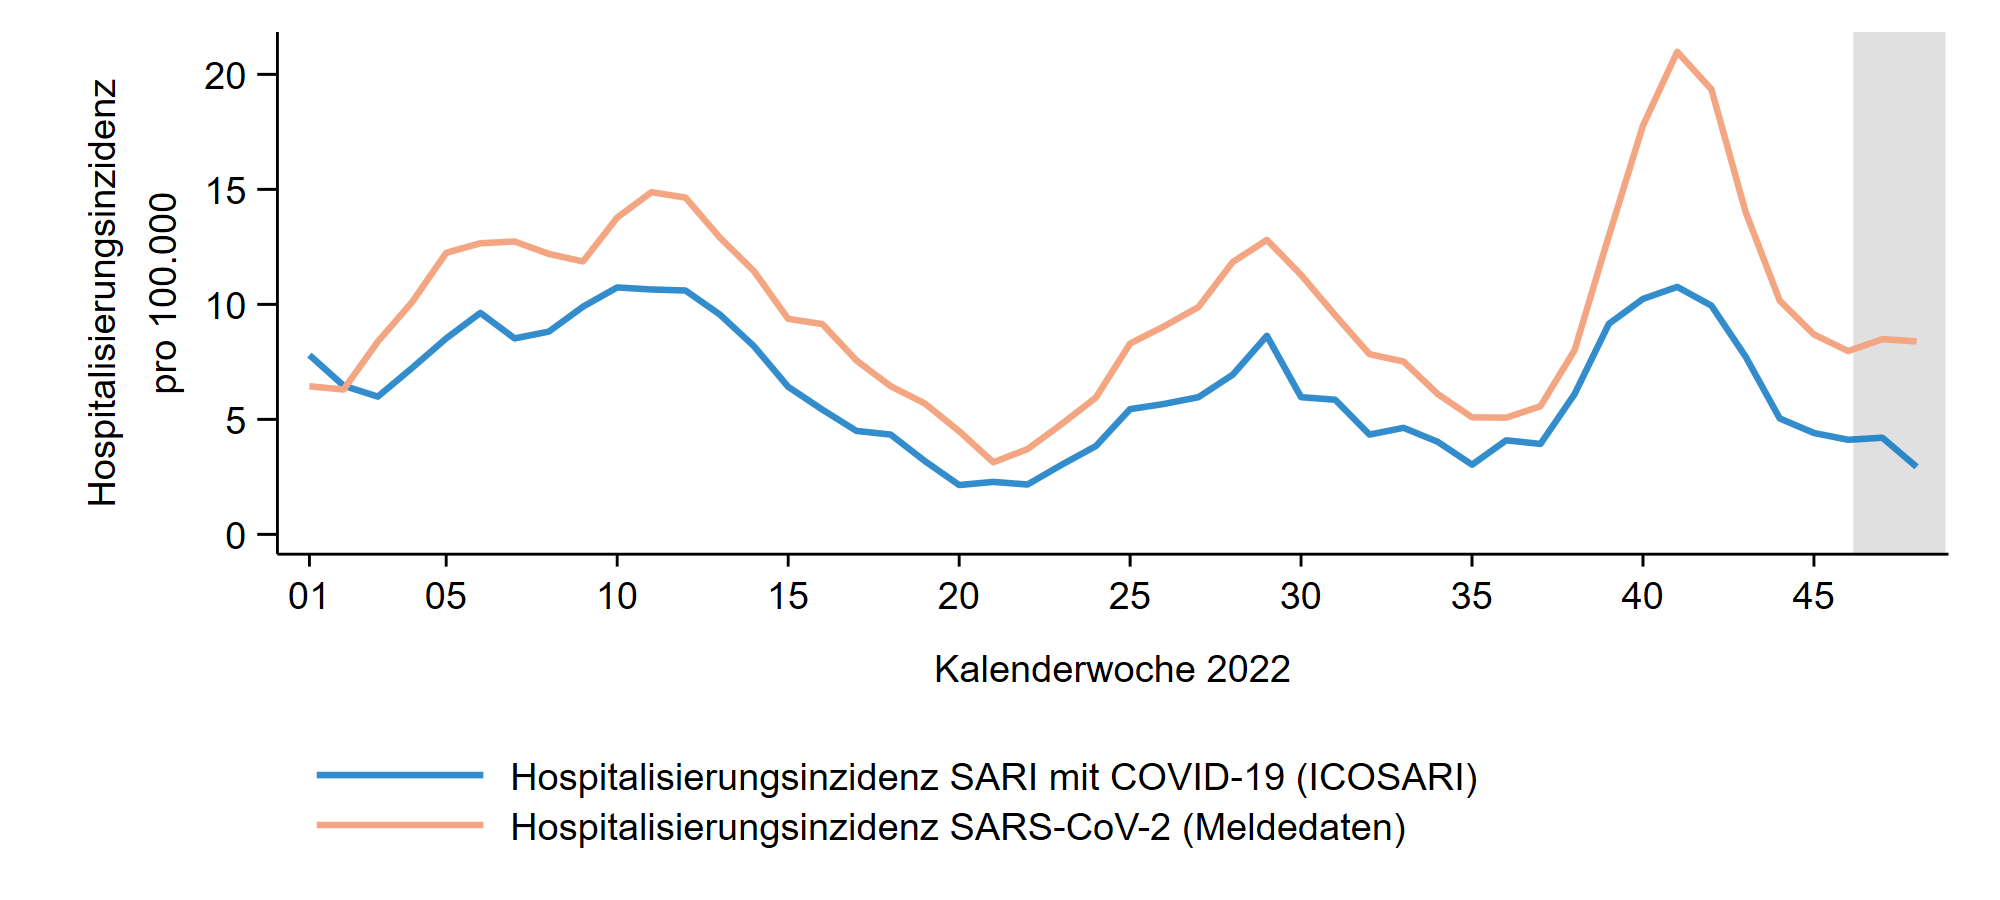 Hospitalisierungsinzidenz
pro 100.000
20
15
10
5
0
01 05 10 15 20 25 30 35 40 45
Kalenderwoche 2022
Hospitalisierungsinzidenz SARI mit COVID-19 (ICOSARI)
Hospitalisierungsinzidenz SARS-CoV-2 (Meldedaten)